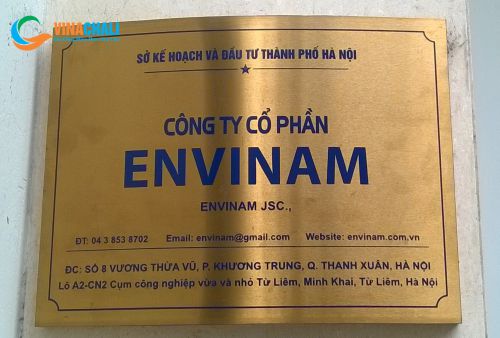 VINACHALI
SỞ KẾ HOẠCH VÀ ĐẦU TƯ THÀNH PHỐ HÀ NỘI
CÔNG TY CỔ PHẦN
ENVINAM
ENVINAM JSC.,
ĐT: 04 3 853 8702 Email: envinam@gmail.com Website: envinam.com.vn
ĐC: SỐ 8 VƯƠNG THỪA VŨ, P. KHƯƠNG TRUNG, Q. THANH XUÂN, HÀ NỘI
Lô A2-CN2 Cụm công nghiệp vừa và nhỏ Từ Liêm, Minh Khai, Từ Liêm, Hà Nội